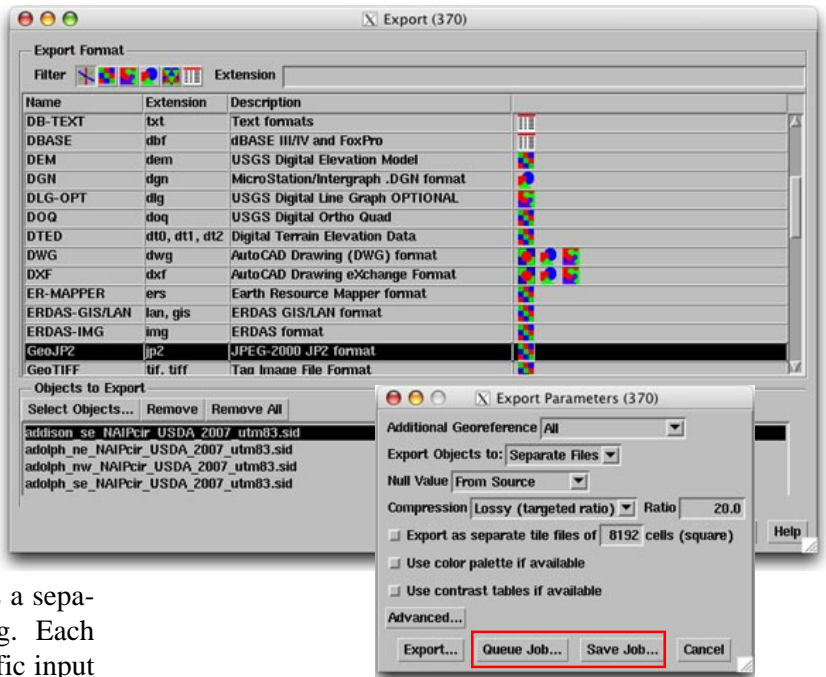 Export (370)
Export Format
Filter Extension
Name Extension Description
DB-TEXT txt Text formats
DBASE dbf dBASE III/IV and FoxPro
DEM dem USGS Digital Elevation Model
DGN dgn MicroStation/Intergraph .DGN format
DLG-OPT dlg USGS Digital Line Graph OPTIONAL
DOQ doq USGS Digital Ortho Quad
DTED dt0, dt1, dt2 Digital Terrain Elevation Data
DWG dwg AutoCAD Drawing (DWG) format
DXF dxf AutoCAD Drawing eXchange Format
ER-MAPPER ers Earth Resource Mapper format
ERDAS-GIS/LAN lan, gis ERDAS GIS/LAN format
ERDAS-IMG img ERDAS format
GeoJP2 jp2 JPEG-2000 JP2 format
GeoTIFF tif, tiff Tag Image File Format
Objects to Export
Select Objects... Remove Remove All
addison_se_NAIPcir_USDA_2007_utm83.sid
adolph_ne_NAIPcir_USDA_2007_utm83.sid
adolph_nw_NAIPcir_USDA_2007_utm83.sid
adolph_se_NAIPcir_USDA_2007_utm83.sid
Help
Export Parameters (370)
Additional Georeference All
Export Objects to: Separate Files
Null Value From Source
Compression Lossy (targeted ratio) Ratio 20.0
Export as separate tile files of 8192 cells (square)
Use color palette if available
Use contrast tables if available
Advanced...
Export... Queue Job... Save Job... Cancel
a sepa-
g. Each
fic input